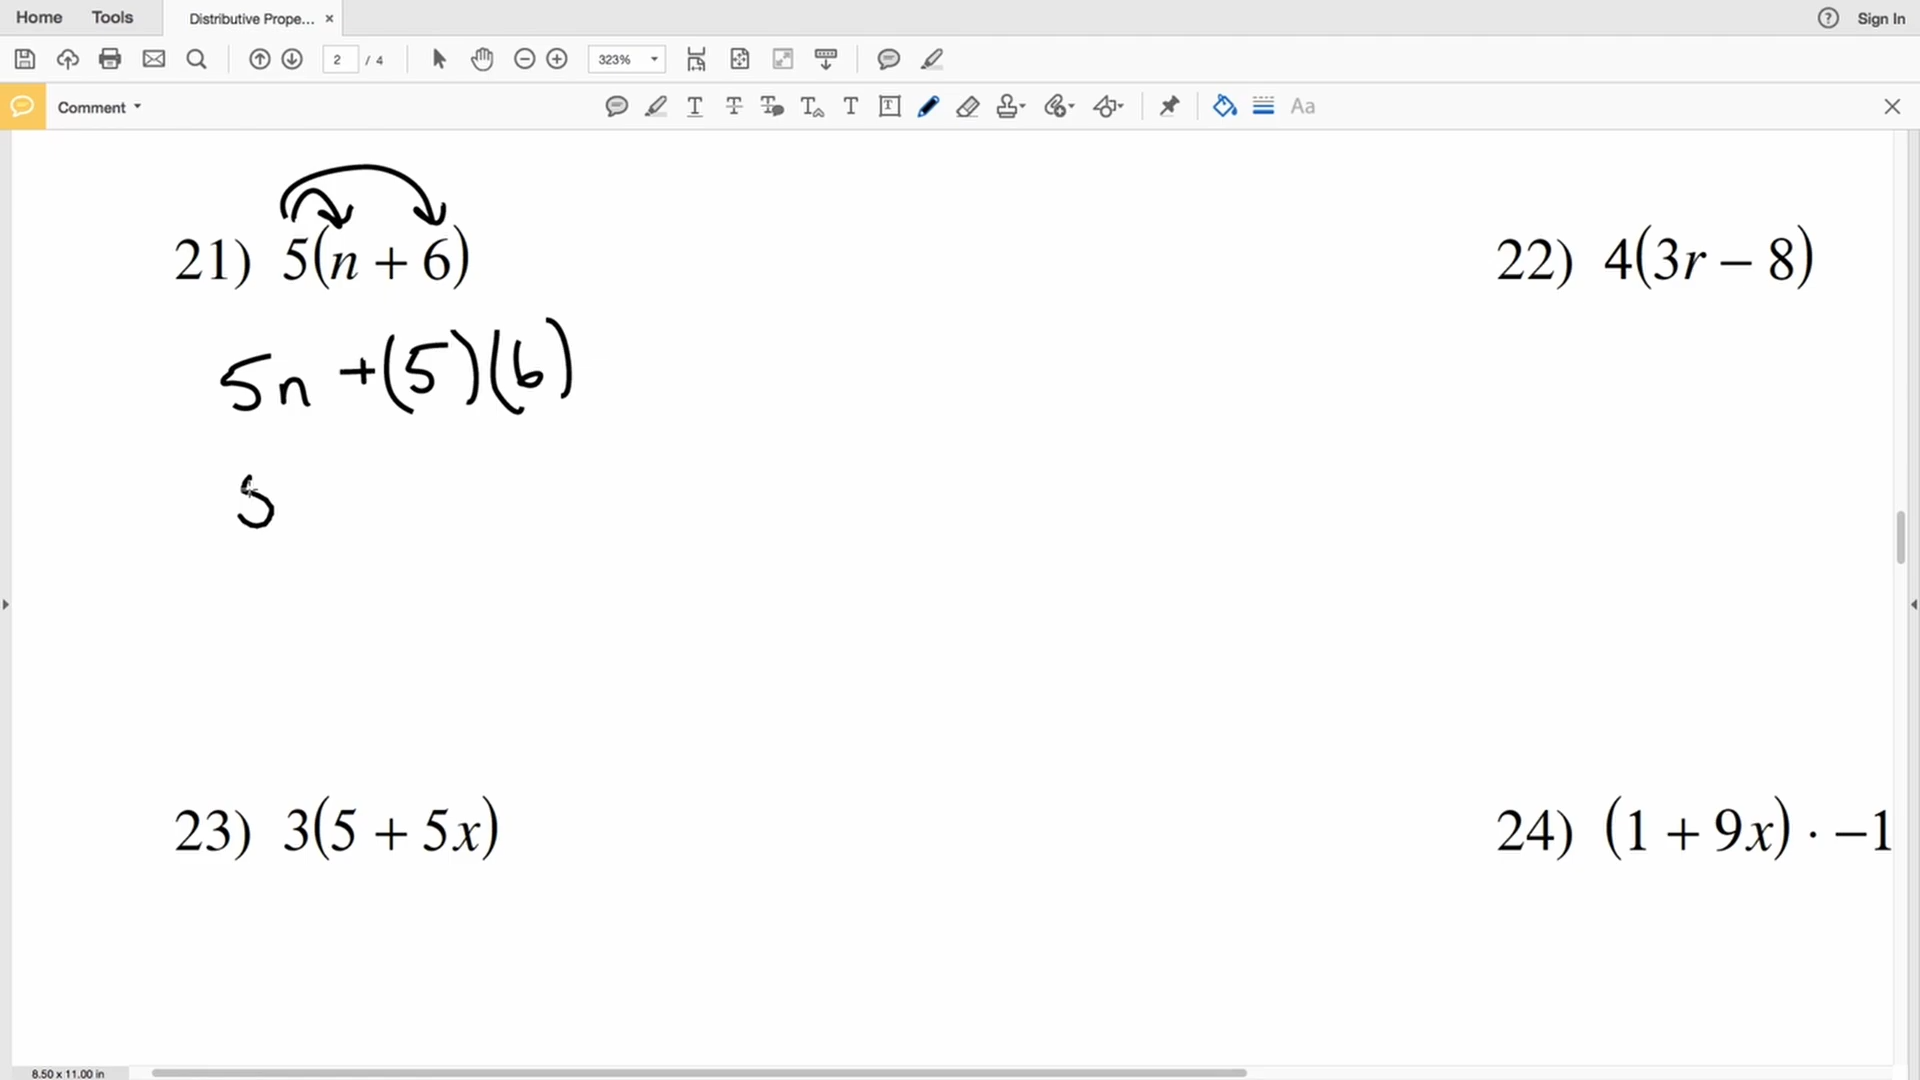 Home Tools Distributive Prope... × ? Sign In
2 / 4 323%
Comment T T T T T T Aa
21) 5(n + 6)
22) 4(3r − 8)
5n +(5)(6)
5
23) 3(5 + 5x)
24) (1 + 9x) · −1
8.50 x 11.00 in